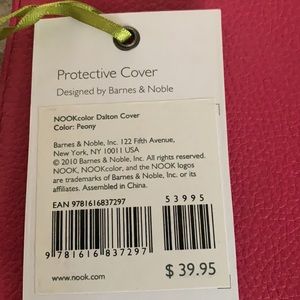 Protective Cover
Designed by Barnes & Noble
NOOKcolor Dalton Cover
Color: Peony
Barnes & Noble, Inc. 122 Fifth Avenue,
New York, NY 10011 USA
© 2010 Barnes & Noble, Inc. All rights reserved.
NOOK, NOOKcolor, and the NOOK logos
are trademarks of Barnes & Noble, Inc. or its
affiliates. Assembled in China.
EAN 9781616837297
53995
9 781616 837297
www.nook.com
$ 39.95